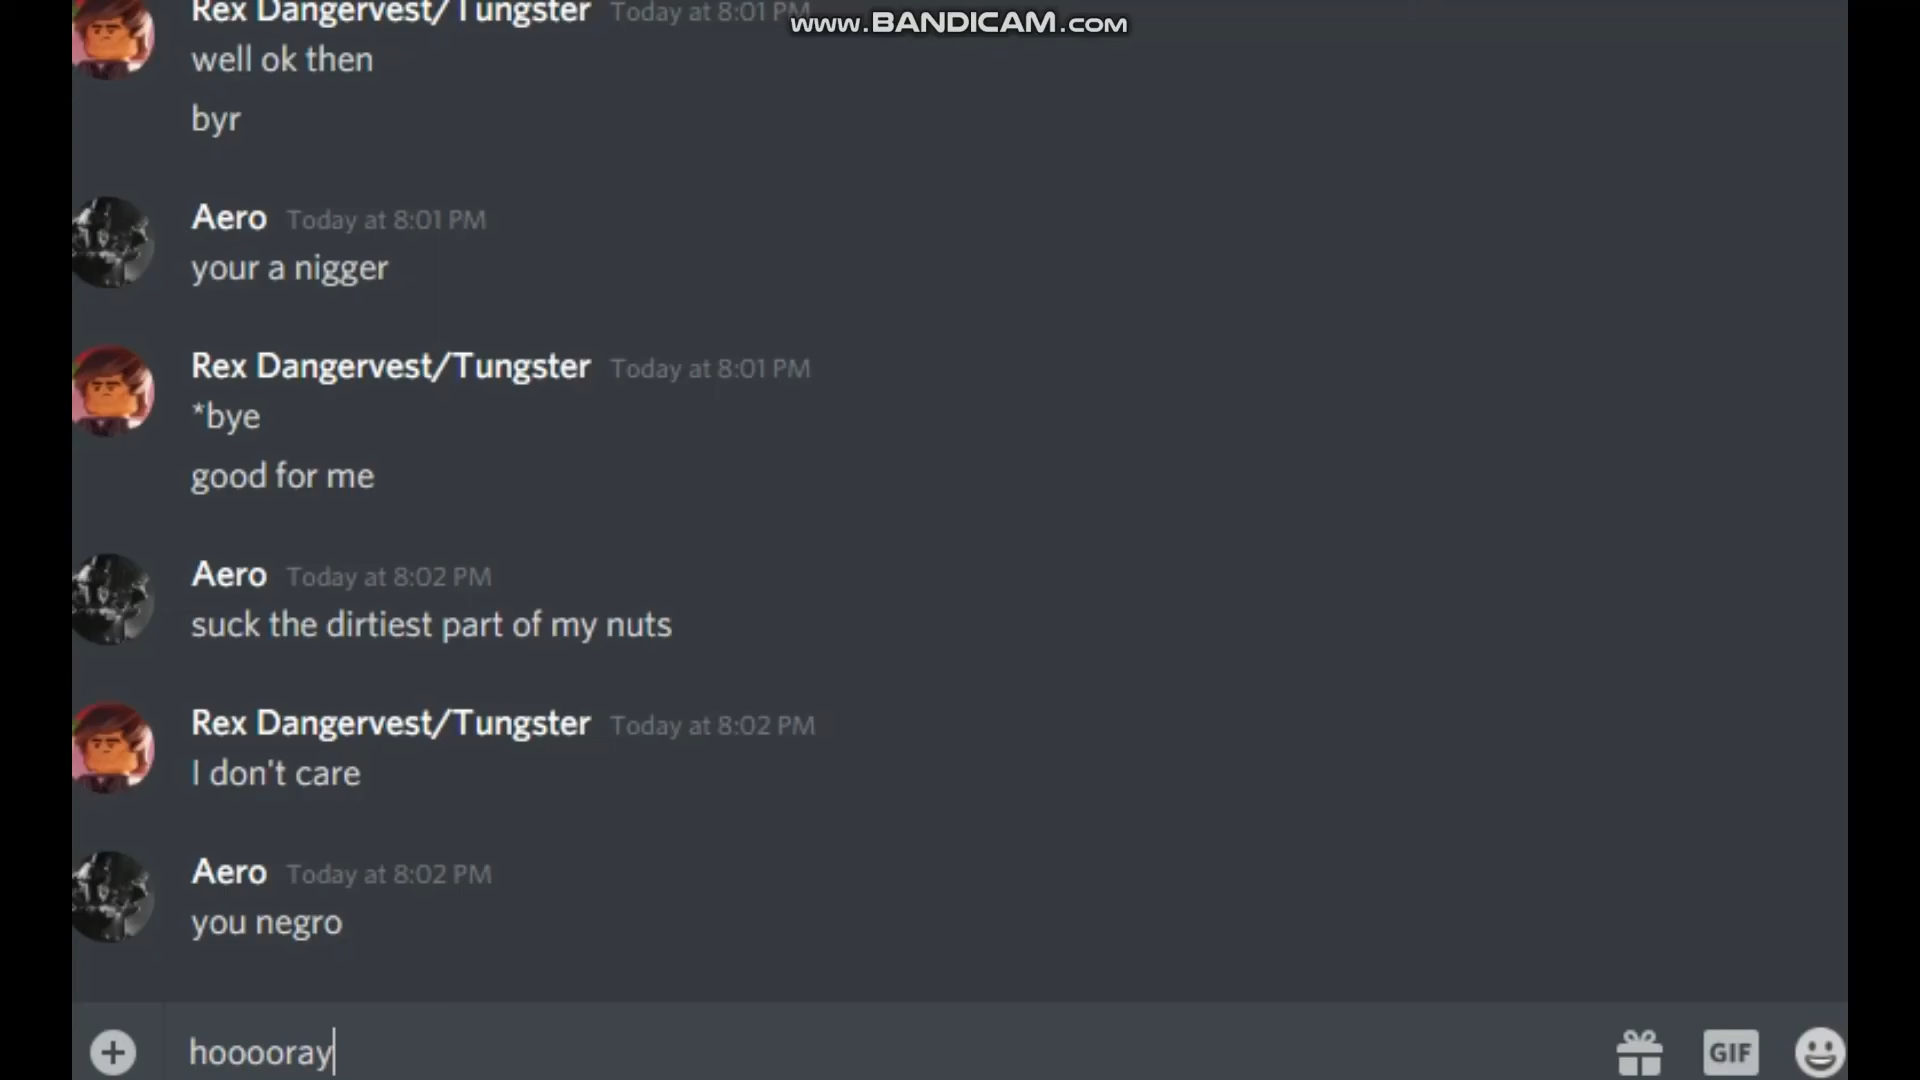 Rex Dangervest/Tungster Today at 8:01 PM
www.BANDICAM.com
well ok then
byr
Aero Today at 8:01 PM
your a nigger
Rex Dangervest/Tungster Today at 8:01 PM
*bye
good for me
Aero Today at 8:02 PM
suck the dirtiest part of my nuts
Rex Dangervest/Tungster Today at 8:02 PM
I don't care
Aero Today at 8:02 PM
you negro
hooooray
GIF